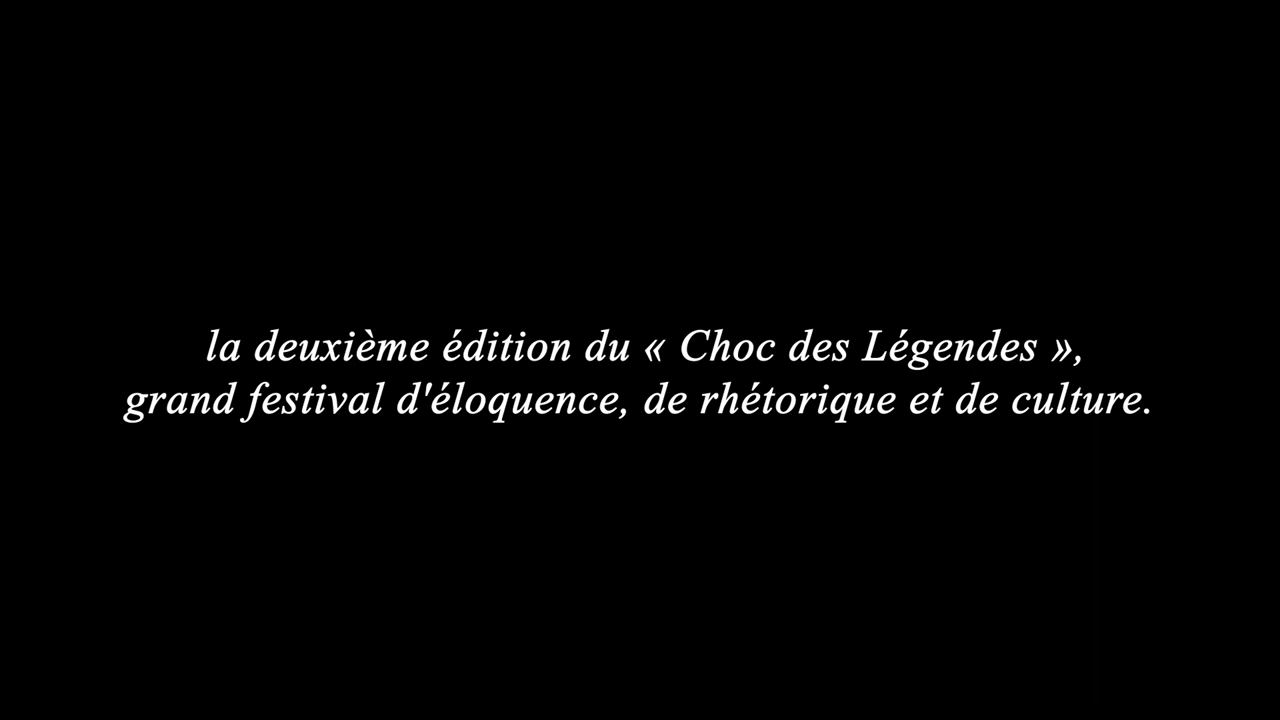 la deuxième édition du « Choc des Légendes »,
grand festival d'éloquence, de rhétorique et de culture.